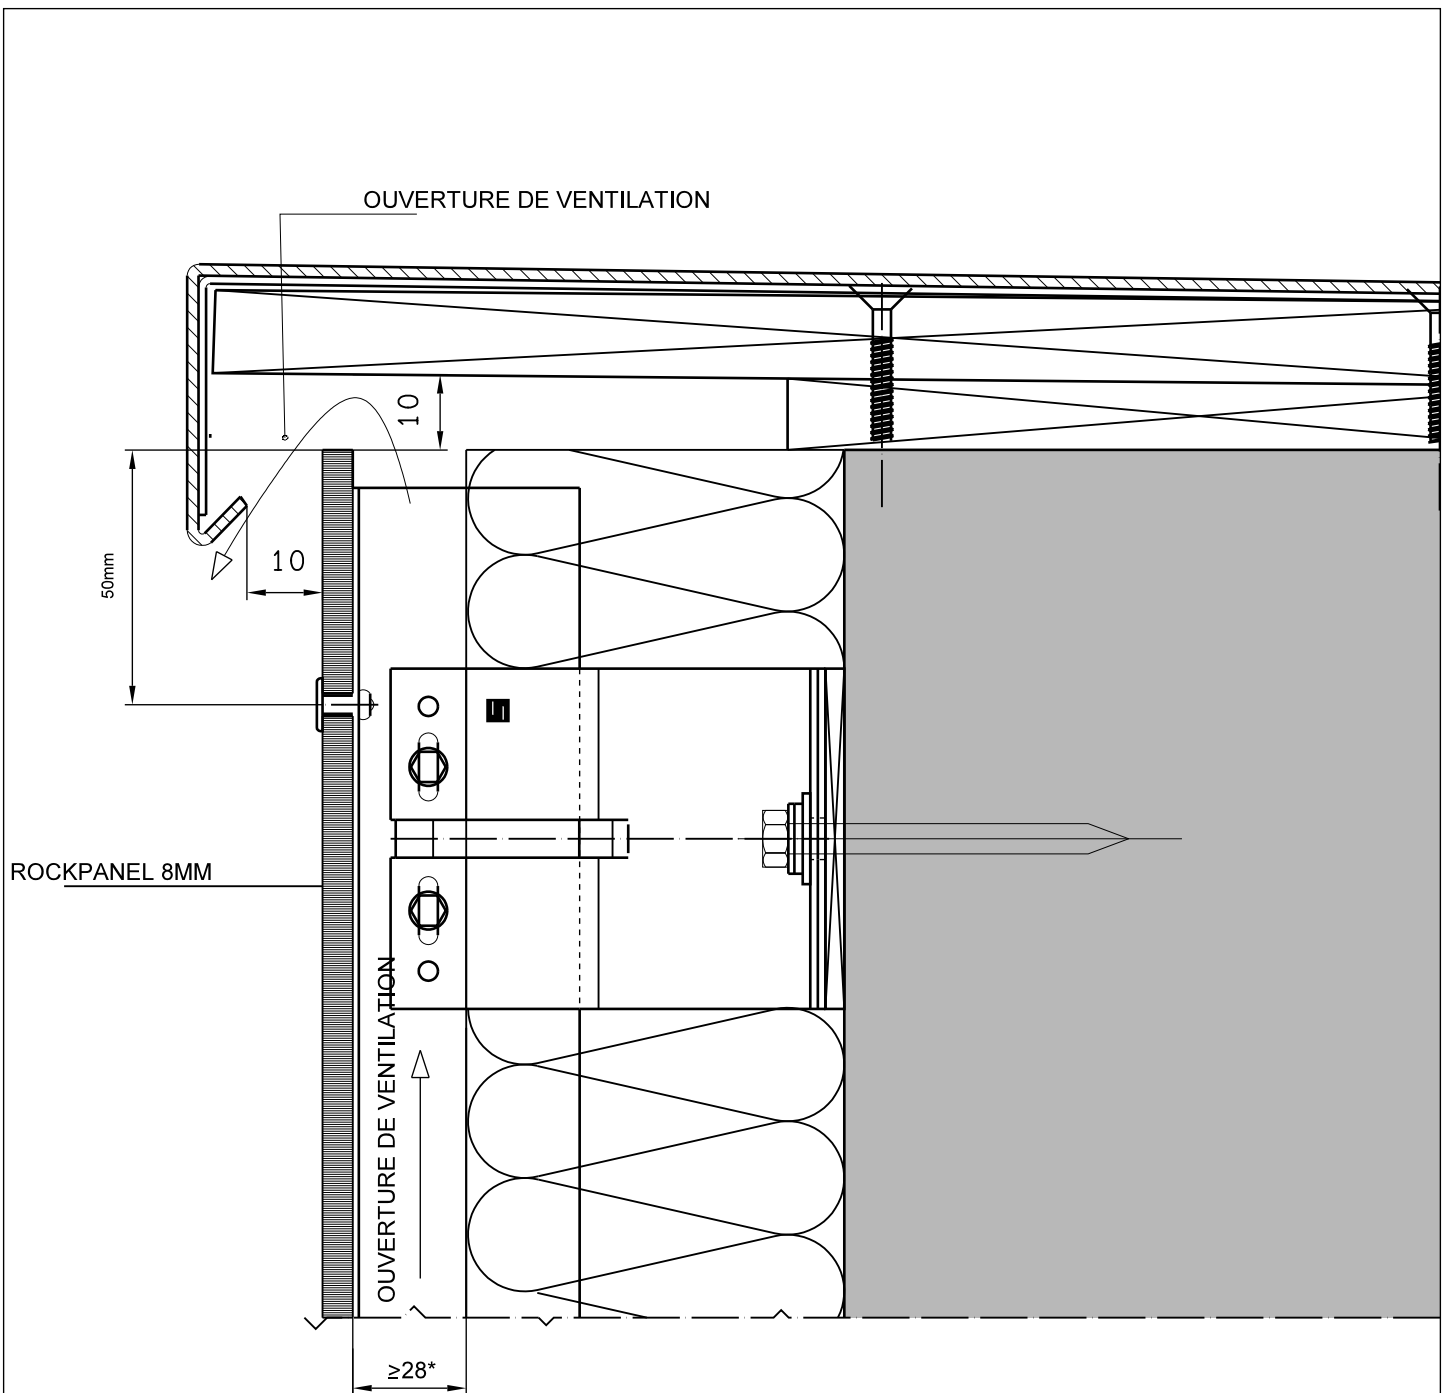 OUVERTURE DE VENTILATION
10
50mm
10
ROCKPANEL 8MM
OUVERTURE DE VENTILATION
≥28*